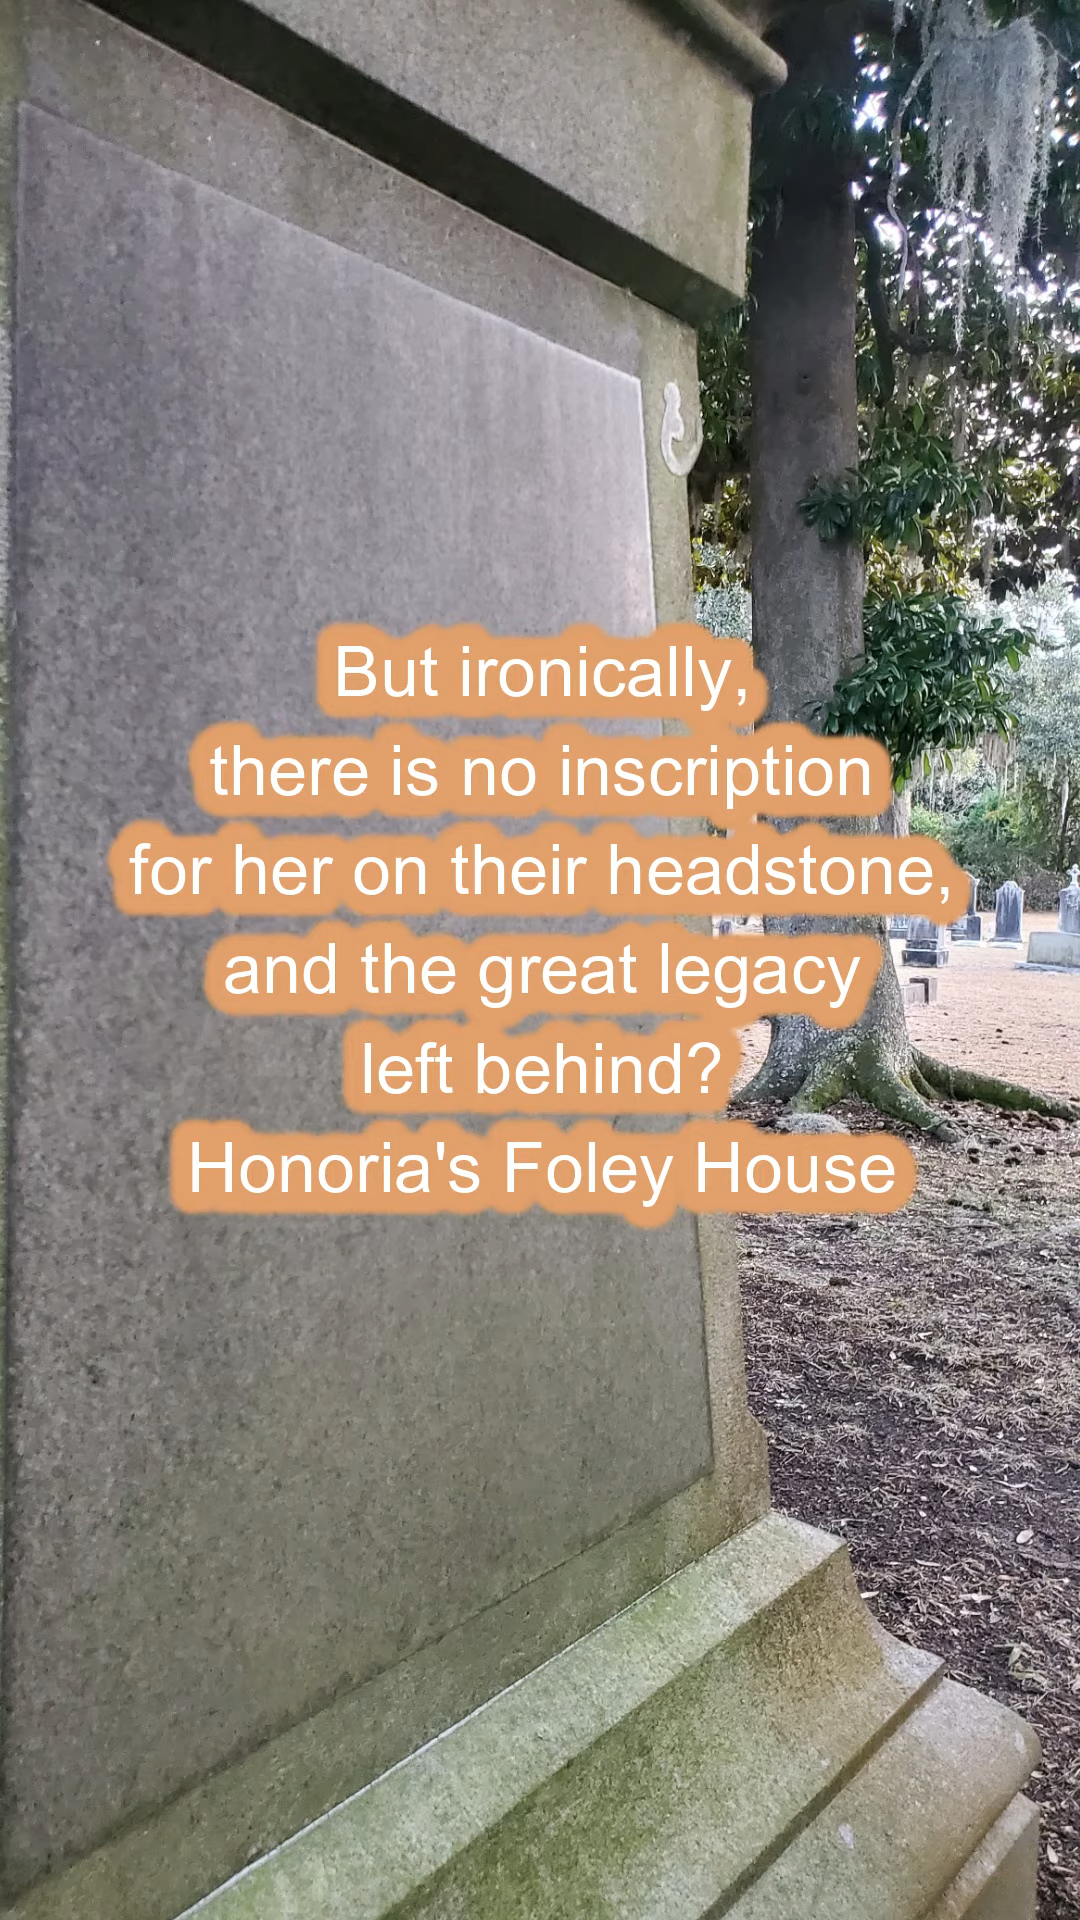 But ironically,
there is no inscription
for her on their headstone,
and the great legacy
left behind?
Honoria's Foley House